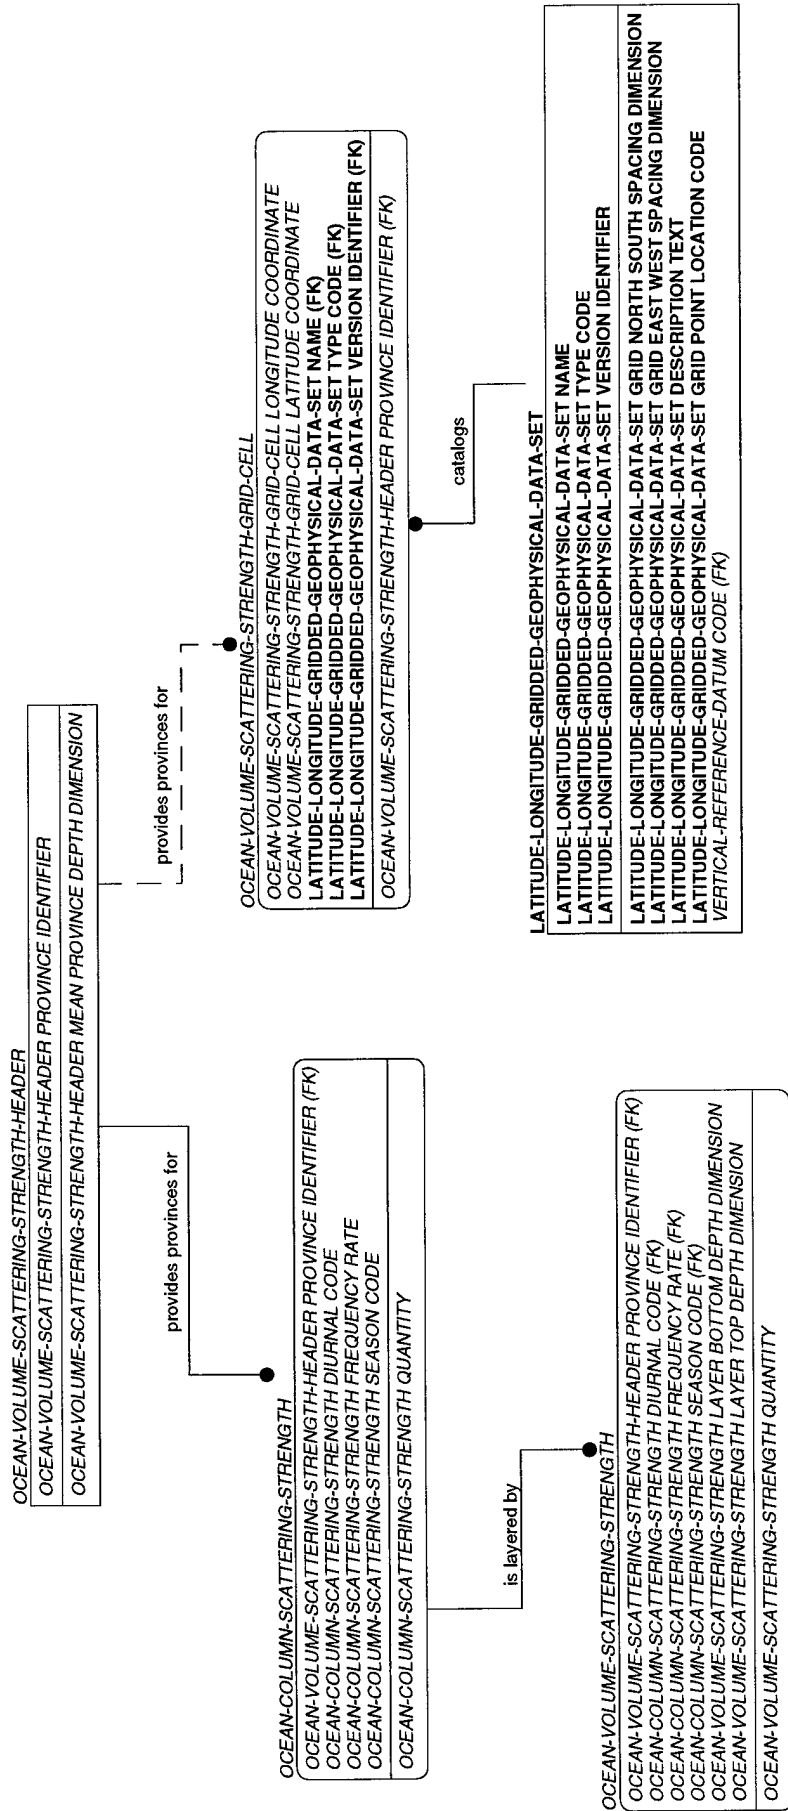 OCEAN-VOLUME-SCATTERING-STRENGTH-HEADER
OCEAN-VOLUME-SCATTERING-STRENGTH-HEADER PROVINCE IDENTIFIER
OCEAN-VOLUME-SCATTERING-STRENGTH-HEADER MEAN PROVINCE DEPTH DIMENSION
provides provinces for
provides provinces for
OCEAN-COLUMN-SCATTERING-STRENGTH
OCEAN-VOLUME-SCATTERING-STRENGTH-HEADER PROVINCE IDENTIFIER (FK)
OCEAN-COLUMN-SCATTERING-STRENGTH DIURNAL CODE
OCEAN-COLUMN-SCATTERING-STRENGTH FREQUENCY RATE
OCEAN-COLUMN-SCATTERING-STRENGTH SEASON CODE
OCEAN-COLUMN-SCATTERING-STRENGTH QUANTITY
OCEAN-VOLUME-SCATTERING-STRENGTH-GRID-CELL
OCEAN-VOLUME-SCATTERING-STRENGTH-GRID-CELL LONGITUDE COORDINATE
OCEAN-VOLUME-SCATTERING-STRENGTH-GRID-CELL LATITUDE COORDINATE
LATITUDE-LONGITUDE-GRIDDED-GEOPHYSICAL-DATA-SET NAME (FK)
LATITUDE-LONGITUDE-GRIDDED-GEOPHYSICAL-DATA-SET TYPE CODE (FK)
LATITUDE-LONGITUDE-GRIDDED-GEOPHYSICAL-DATA-SET VERSION IDENTIFIER (FK)
OCEAN-VOLUME-SCATTERING-STRENGTH-HEADER PROVINCE IDENTIFIER (FK)
is layered by
catalogs
OCEAN-VOLUME-SCATTERING-STRENGTH
OCEAN-VOLUME-SCATTERING-STRENGTH-HEADER PROVINCE IDENTIFIER (FK)
OCEAN-COLUMN-SCATTERING-STRENGTH DIURNAL CODE (FK)
OCEAN-COLUMN-SCATTERING-STRENGTH FREQUENCY RATE (FK)
OCEAN-COLUMN-SCATTERING-STRENGTH SEASON CODE (FK)
OCEAN-VOLUME-SCATTERING-STRENGTH LAYER BOTTOM DEPTH DIMENSION
OCEAN-VOLUME-SCATTERING-STRENGTH LAYER TOP DEPTH DIMENSION
OCEAN-VOLUME-SCATTERING-STRENGTH QUANTITY
LATITUDE-LONGITUDE-GRIDDED-GEOPHYSICAL-DATA-SET
LATITUDE-LONGITUDE-GRIDDED-GEOPHYSICAL-DATA-SET NAME
LATITUDE-LONGITUDE-GRIDDED-GEOPHYSICAL-DATA-SET TYPE CODE
LATITUDE-LONGITUDE-GRIDDED-GEOPHYSICAL-DATA-SET VERSION IDENTIFIER
LATITUDE-LONGITUDE-GRIDDED-GEOPHYSICAL-DATA-SET GRID NORTH SOUTH SPACING DIMENSION
LATITUDE-LONGITUDE-GRIDDED-GEOPHYSICAL-DATA-SET GRID EAST WEST SPACING DIMENSION
LATITUDE-LONGITUDE-GRIDDED-GEOPHYSICAL-DATA-SET DESCRIPTION TEXT
LATITUDE-LONGITUDE-GRIDDED-GEOPHYSICAL-DATA-SET GRID POINT LOCATION CODE
VERTICAL-REFERENCE-DATUM CODE (FK)